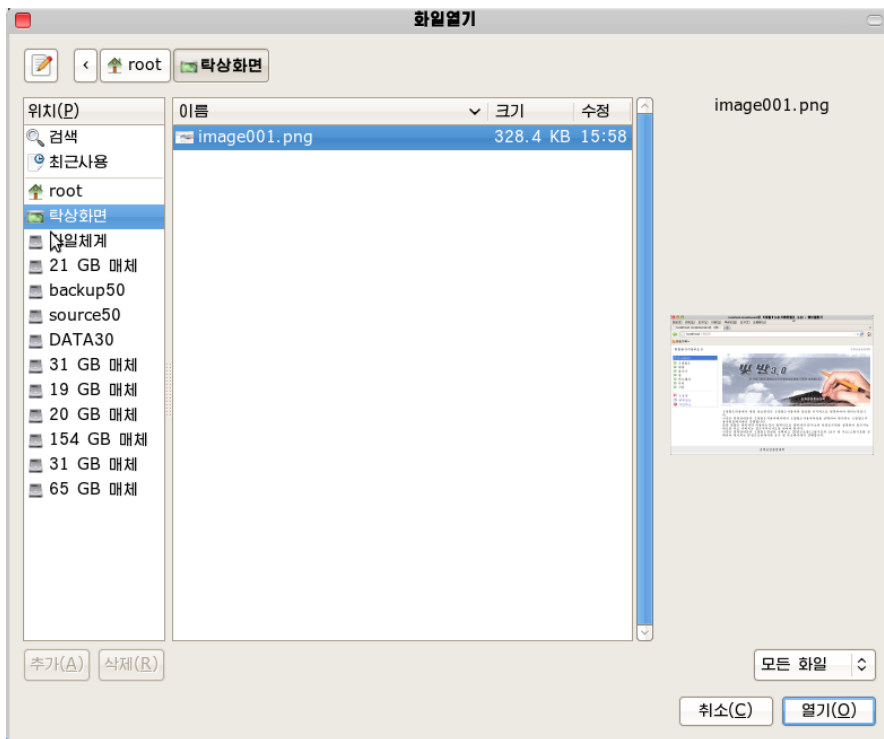 화일열기
root
탁상화면
위치(P)
검색
최근사용
root
탁상화면
일체계
21 GB 매체
backup50
source50
DATA30
31 GB 매체
19 GB 매체
20 GB 매체
154 GB 매체
31 GB 매체
65 GB 매체
이름 크기 수정
image001.png 328.4 KB 15:58
image001.png
3.0
추가(A) 삭제(R)
모든 화일
취소(C) 열기(O)